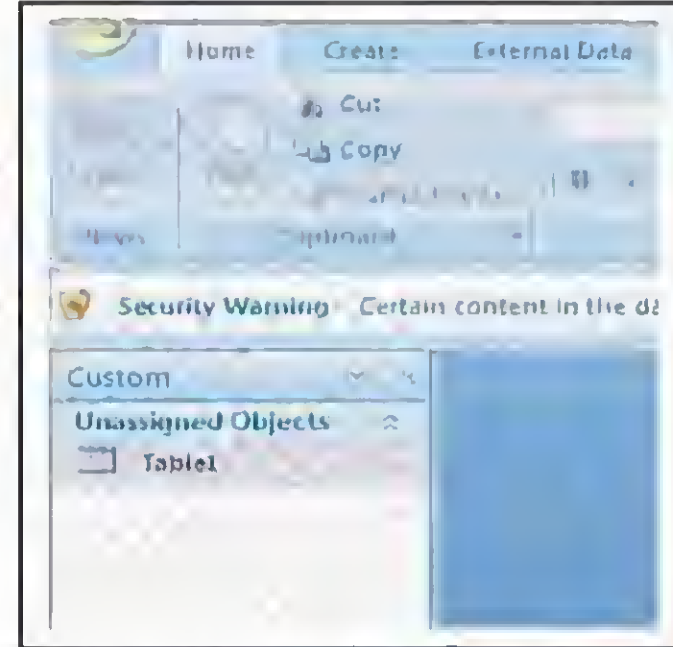 Home Create External Data
Cut
Copy
Security Warning Certain content in the da
Custom
Unassigned Objects
Table1